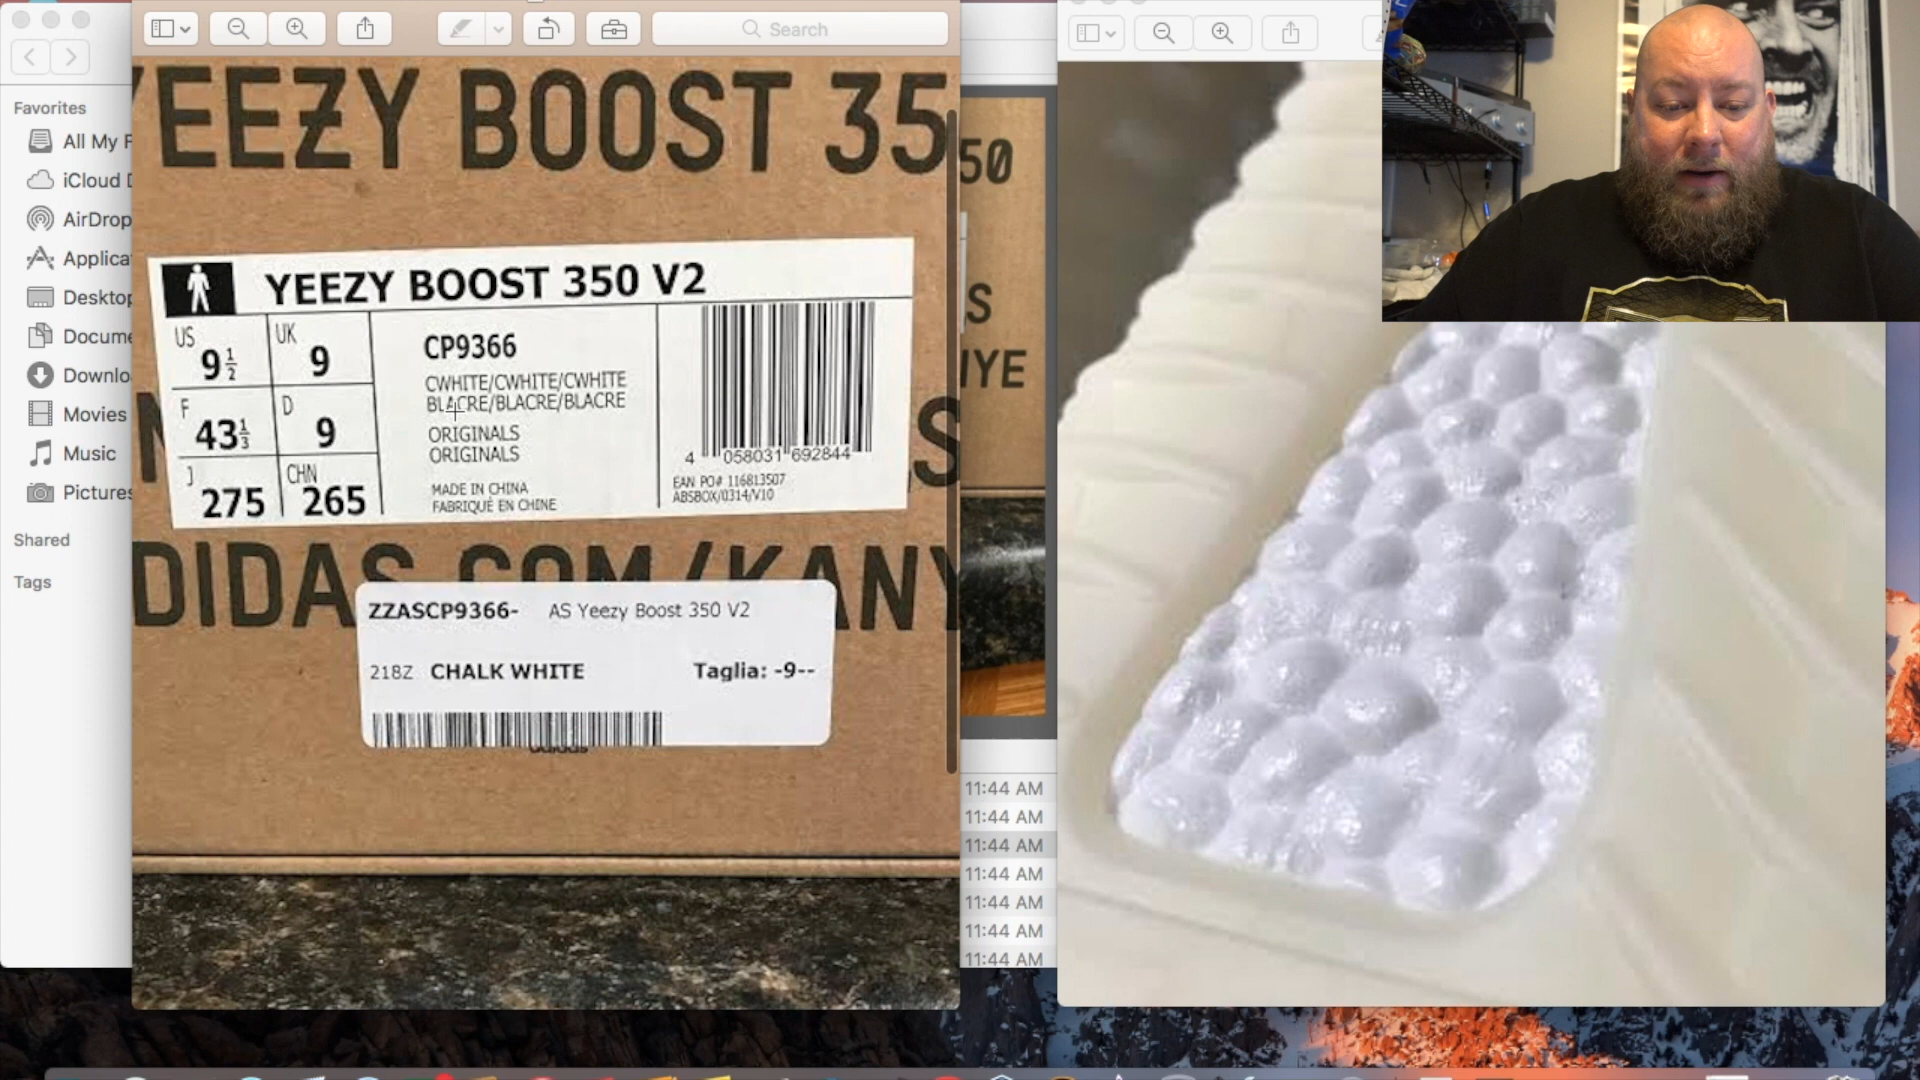 Search
Favorites
All My F
iCloud D
AirDrop
Applica
Desktop
Docume
Downlo
Movies
Music
Pictures
Shared
Tags
YEEZY BOOST 35
YEEZY BOOST 350 V2
US 9½ UK 9
F 43⅓ D 9
J 275 CHN 265
CP9366
CWHITE/CWHITE/CWHITE
BLACRE/BLACRE/BLACRE
ORIGINALS
ORIGINALS
MADE IN CHINA
FABRIQUÉ EN CHINE
4 058031 692844
EAN PO# 116813507
ABSBOX/0314/V10
DIDAS.COM/KANY
ZZASCP9366- AS Yeezy Boost 350 V2
218Z CHALK WHITE Taglia: -9--
50
S
NYE
11:44 AM
11:44 AM
11:44 AM
11:44 AM
11:44 AM
11:44 AM
11:44 AM